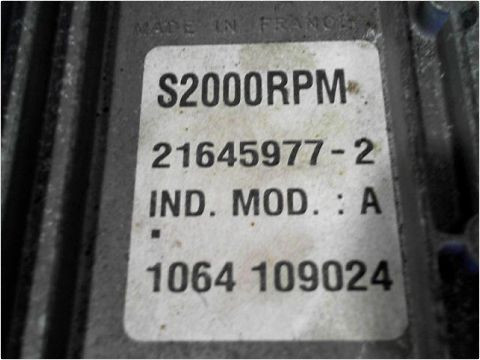 MADE IN FRANCE
S2000RPM
21645977-2
IND. MOD. : A
1064 109024